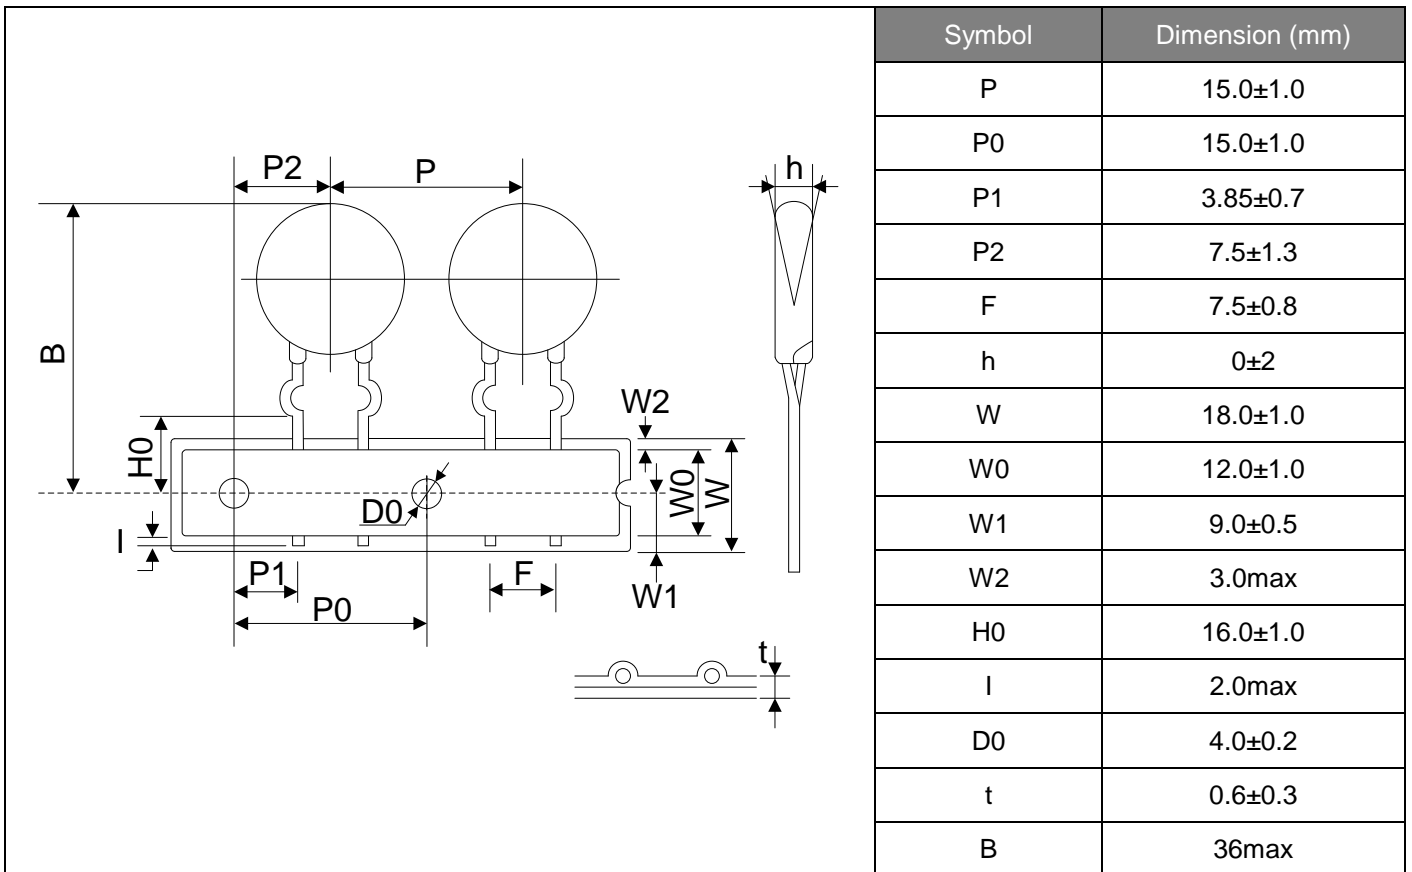 P2
P
h
B
W2
H0
W0
W
D0
I
P1
F
W1
P0
t
Symbol Dimension (mm)
P 15.0±1.0
P0 15.0±1.0
P1 3.85±0.7
P2 7.5±1.3
F 7.5±0.8
h 0±2
W 18.0±1.0
W0 12.0±1.0
W1 9.0±0.5
W2 3.0max
H0 16.0±1.0
I 2.0max
D0 4.0±0.2
t 0.6±0.3
B 36max